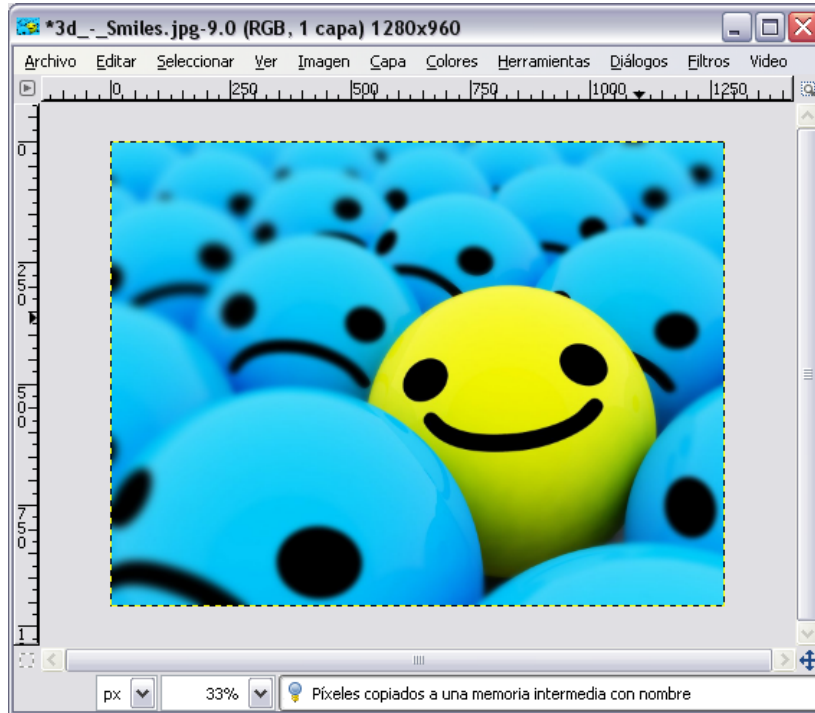 *3d_-_Smiles.jpg-9.0 (RGB, 1 capa) 1280x960
Archivo Editar Seleccionar Ver Imagen Capa Colores Herramientas Diálogos Filtros Video
0 250 500 750 1000 1250
0
250
500
750
1
px 33% Píxeles copiados a una memoria intermedia con nombre